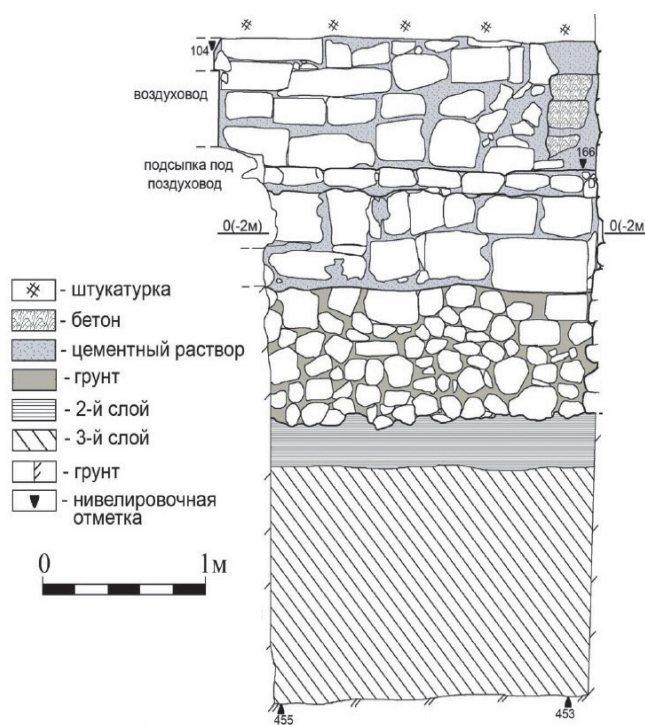 104
воздуховод
подсыпка под
поздуховод
166
0(-2м)
0(-2м)
- штукатурка
- бетон
- цементный раствор
- грунт
- 2-й слой
- 3-й слой
- грунт
- нивелировочная
отметка
0
1м
455
453